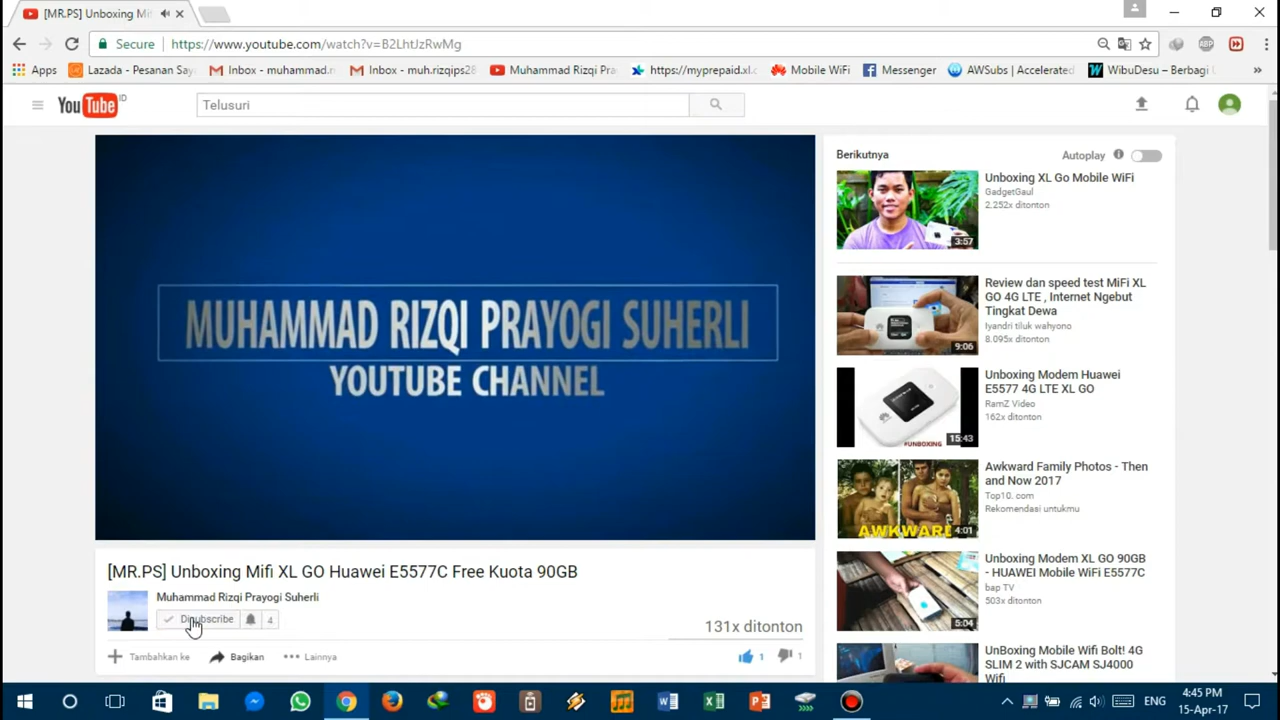 [MR.PS] Unboxing Mif
Secure
https://www.youtube.com/watch?v=B2LhtJzRwMg
Apps
Lazada - Pesanan Say
Inbox - muhammad.r
Inbox - muh.rizqips28
Muhammad Rizqi Pra
https://myprepaid.xl.c
Mobile WiFi
Messenger
AWSubs | Accelerated
WibuDesu – Berbagi
»
YouTube ID
Telusuri
MUHAMMAD RIZQI PRAYOGI SUHERLI
YOUTUBE CHANNEL
[MR.PS] Unboxing Mifi XL GO Huawei E5577C Free Kuota 90GB
Muhammad Rizqi Prayogi Suherli
4
131x ditonton
Tambahkan ke
Bagikan
Lainnya
1
1
Berikutnya
Autoplay
Unboxing XL Go Mobile WiFi
GadgetGaul
2.252x ditonton
3:57
Review dan speed test MiFi XL
GO 4G LTE , Internet Ngebut
Tingkat Dewa
Iyandri tiluk wahyono
8.095x ditonton
9:06
Unboxing Modem Huawei
E5577 4G LTE XL GO
RamZ Video
162x ditonton
#UNBOXING
15:43
Awkward Family Photos - Then
and Now 2017
Top10. com
Rekomendasi untukmu
AWKWARD
4:01
Unboxing Modem XL GO 90GB
- HUAWEI Mobile WiFi E5577C
bap TV
503x ditonton
5:04
UnBoxing Mobile Wifi Bolt! 4G
SLIM 2 with SJCAM SJ4000
Wifi
ENG
4:45 PM
15-Apr-17